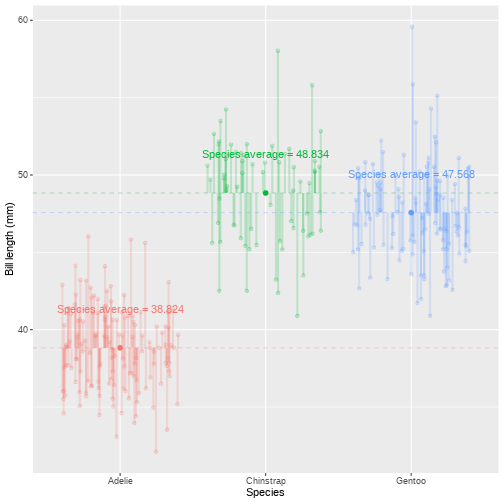 60
Species average = 48.834
Species average = 47.568
50
Species average = 38.824
40
Bill length (mm)
Adelie
Chinstrap
Gentoo
Species